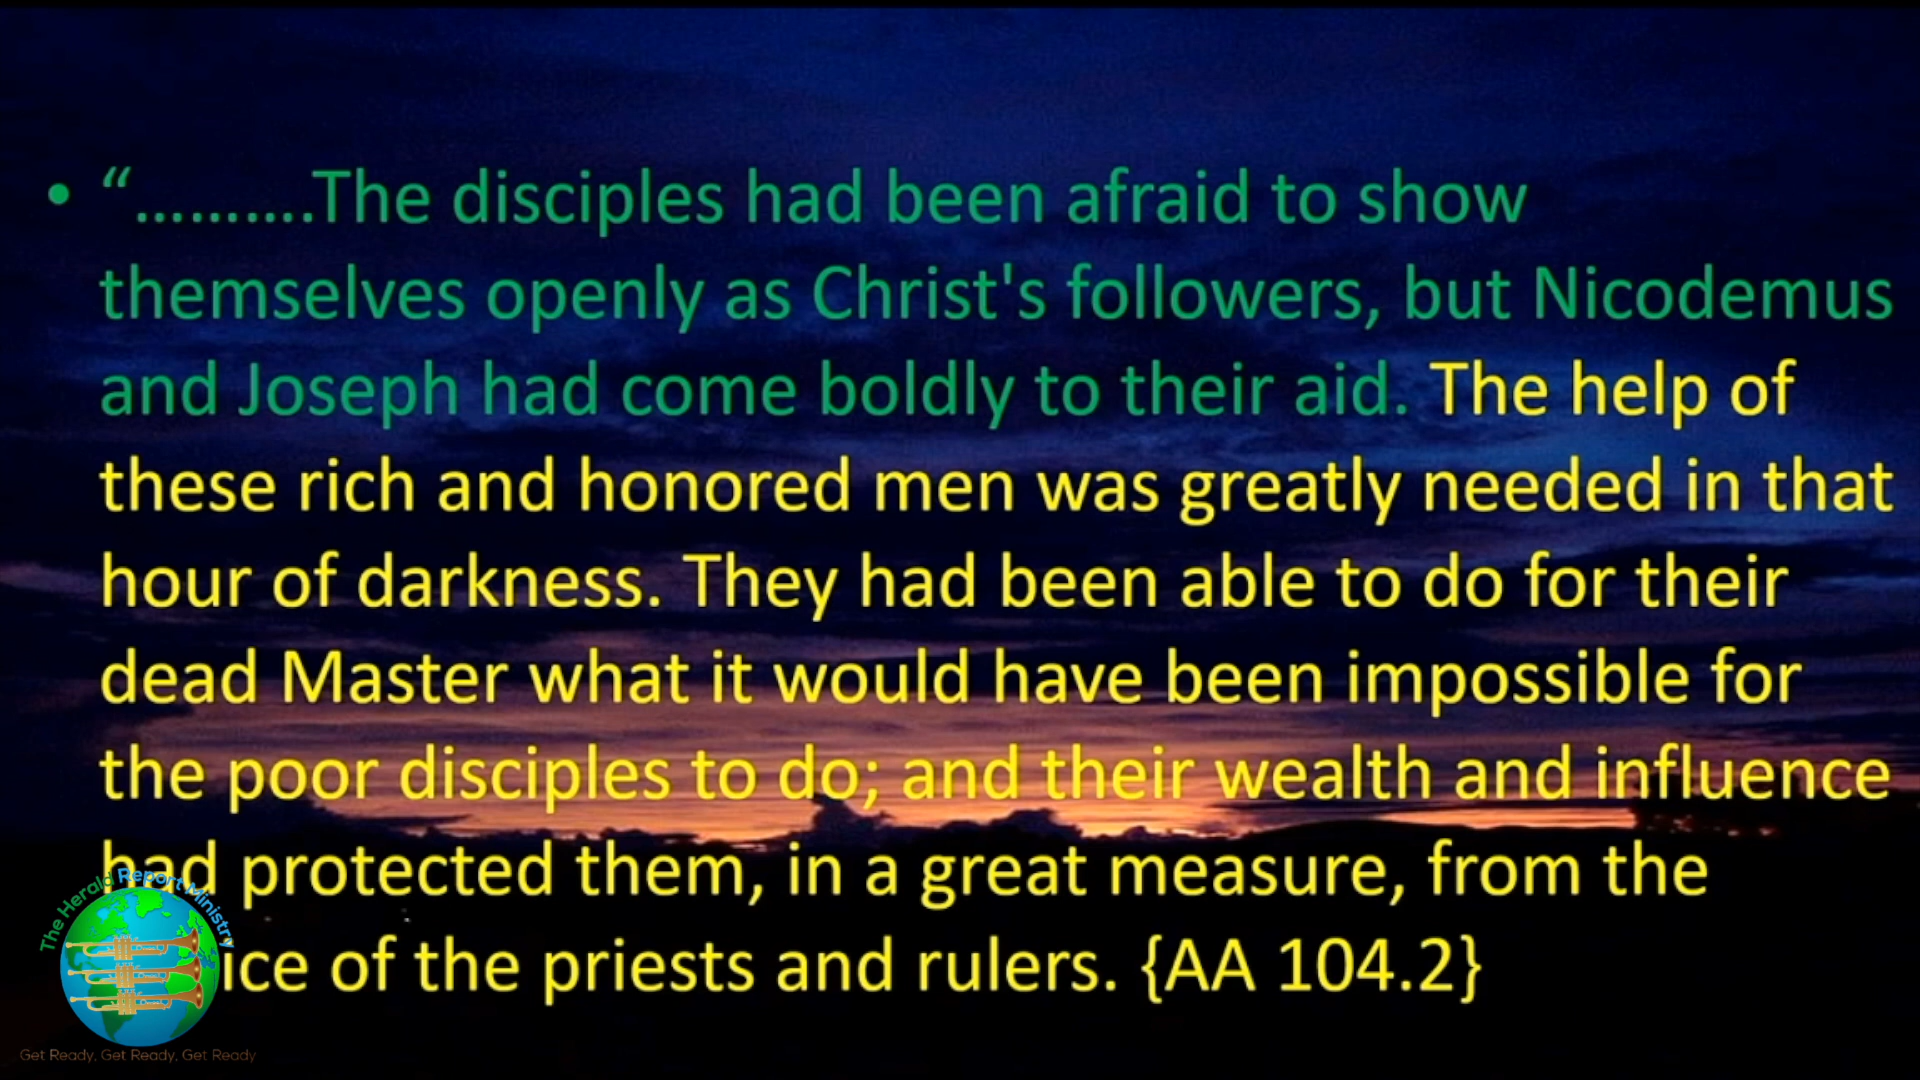 • “……….The disciples had been afraid to show
themselves openly as Christ's followers, but Nicodemus
and Joseph had come boldly to their aid. The help of
these rich and honored men was greatly needed in that
hour of darkness. They had been able to do for their
dead Master what it would have been impossible for
the poor disciples to do; and their wealth and influence
had protected them, in a great measure, from the
ice of the priests and rulers. {AA 104.2}
The Herald Report Ministry
Get Ready, Get Ready, Get Ready